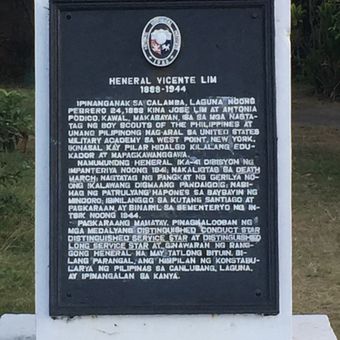 HENERAL VICENTE LIM
1888-1944
IPINANGANAK SA CALAMBA, LAGUNA NOONG
PEBRERO 24, 1888 KINA JOSE LIM AT ANTONIA
PODICO. KAWAL, MAKABAYAN, ISA SA MGA NAGTA-
TAG NG BOY SCOUTS OF THE PHILIPPINES AT
UNANG PILIPINONG NAG-ARAL SA UNITED STATES
MILITARY ACADEMY SA WEST POINT, NEW YORK.
IKINASAL KAY PILAR HIDALGO KILALANG EDU-
KADOR AT MAPAGKAWANGGAWA.
NAMUMUNONG HENERAL, IKA-41 DIBISYON NG
IMPANTERIYA NOONG 1941, NAKALIGTAS SA DEATH
MARCH; NAGTATAG NG PANGKAT NG GERILYA NO-
ONG IKALAWANG DIGMAANG PANDAIGDIG; NABI-
HAG NG PATRULYANG HAPONES SA BAYBAYIN NG
MINDORO, IBINILANGGO SA KUTANG SANTIAGO AT
PAGKARAAN, AY BINARIL SA SEMENTERYO NG IN-
TSIK NOONG 1944.
PAGKARAANG MAMATAY, PINAGKALOOBAN NG
MGA MEDALYANG DISTINGUISHED CONDUCT STAR
DISTINGUISHED SERVICE STAR AT DISTINGUISHED
LONG SERVICE STAR AT GINAWARAN NG RANG-
GONG HENERAL NA MAY TATLONG BITUIN. BI-
LANG PARANGAL, ANG HIMPILAN NG KONSTABU-
LARYA NG PILIPINAS SA CANLUBANG, LAGUNA,
AY IPINANGALAN SA KANYA.